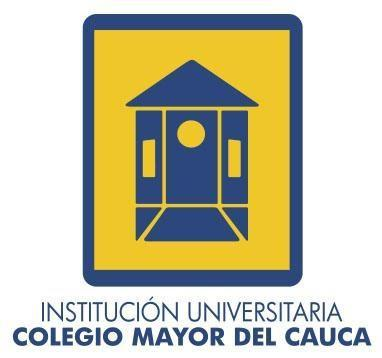 INSTITUCIÓN UNIVERSITARIA
COLEGIO MAYOR DEL CAUCA